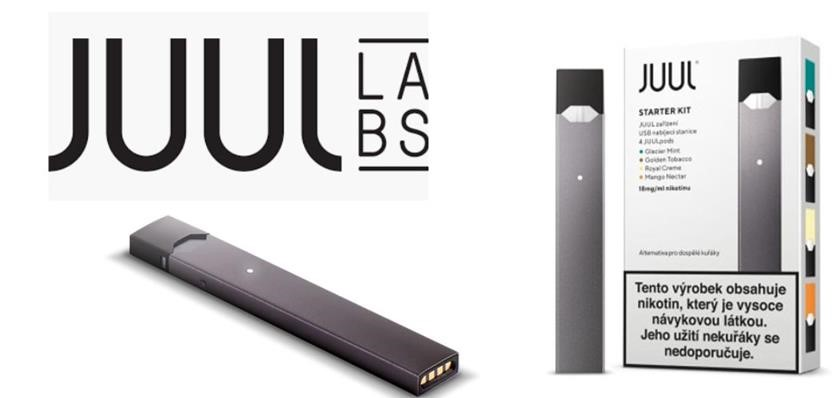 JUUL LA
BS
JUUL
STARTER KIT
JUUL zařízení
USB nabíjecí stanice
4 JUULpods
• Glacier Mint
• Golden Tobacco
• Royal Creme
• Mango Nectar
18mg/ml nikotinu
Alternativa pro dospělé kuřáky
Tento výrobek obsahuje
nikotin, který je vysoce
návykovou látkou.
Jeho užití nekuřáky se
nedoporučuje.